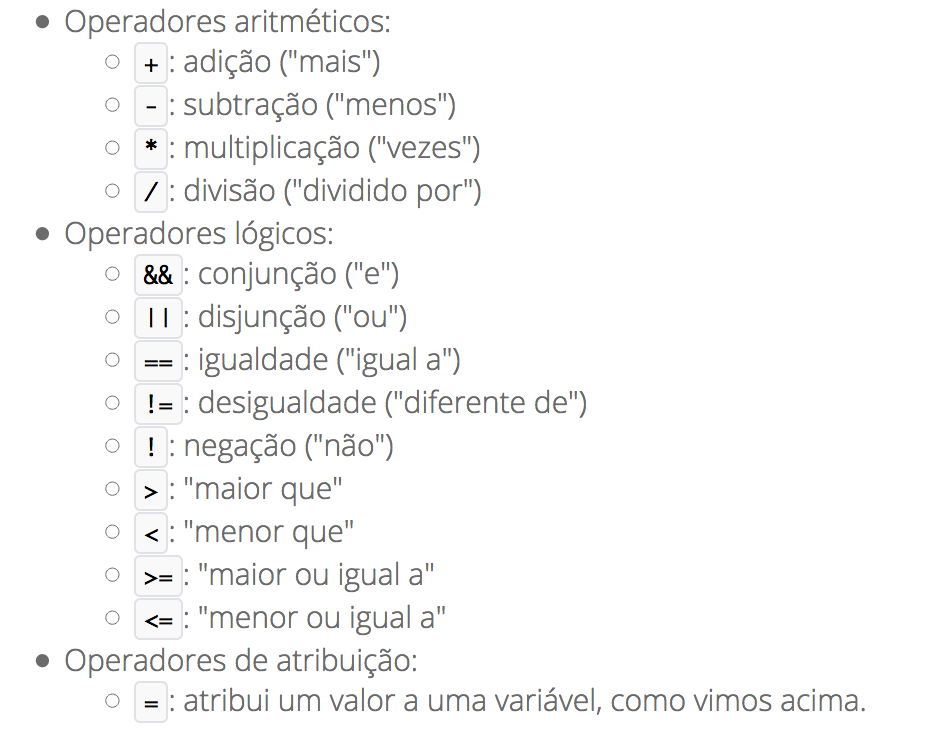 Operadores aritméticos:
+ : adição ("mais")
- : subtração ("menos")
* : multiplicação ("vezes")
/ : divisão ("dividido por")
Operadores lógicos:
&& : conjunção ("e")
|| : disjunção ("ou")
== : igualdade ("igual a")
!= : desigualdade ("diferente de")
! : negação ("não")
> : "maior que"
< : "menor que"
>= : "maior ou igual a"
<= : "menor ou igual a"
Operadores de atribuição:
= : atribui um valor a uma variável, como vimos acima.